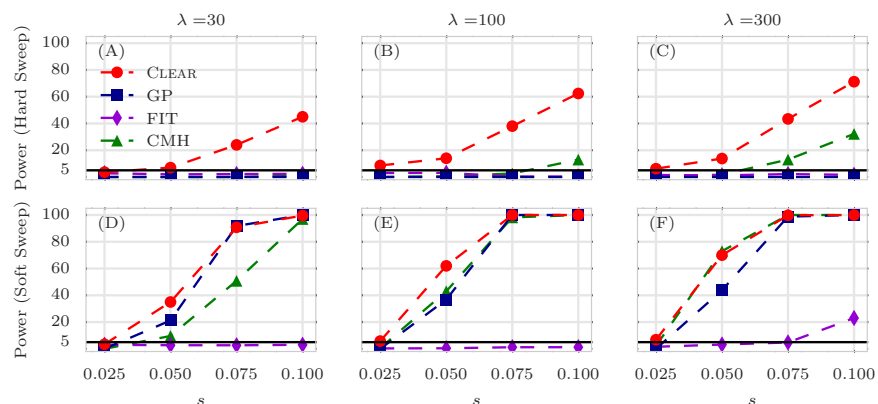 λ =30
λ =100
λ =300
Power (Hard Sweep)
100
80
60
40
20
5
(A)
CLEAR
GP
FIT
CMH
(B)
(C)
Power (Soft Sweep)
100
80
60
40
20
5
(D)
(E)
(F)
0.025 0.050 0.075 0.100
0.025 0.050 0.075 0.100
0.025 0.050 0.075 0.100
s
s
s